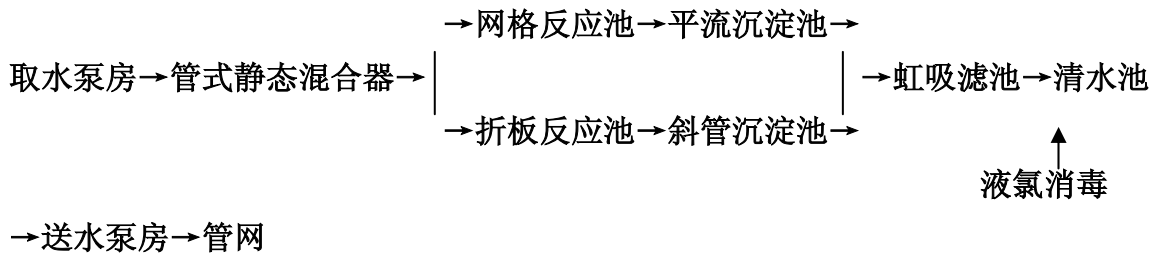 →网格反应池→平流沉淀池→
取水泵房→管式静态混合器→ →虹吸滤池→清水池
→折板反应池→斜管沉淀池→
液氯消毒
→送水泵房→管网